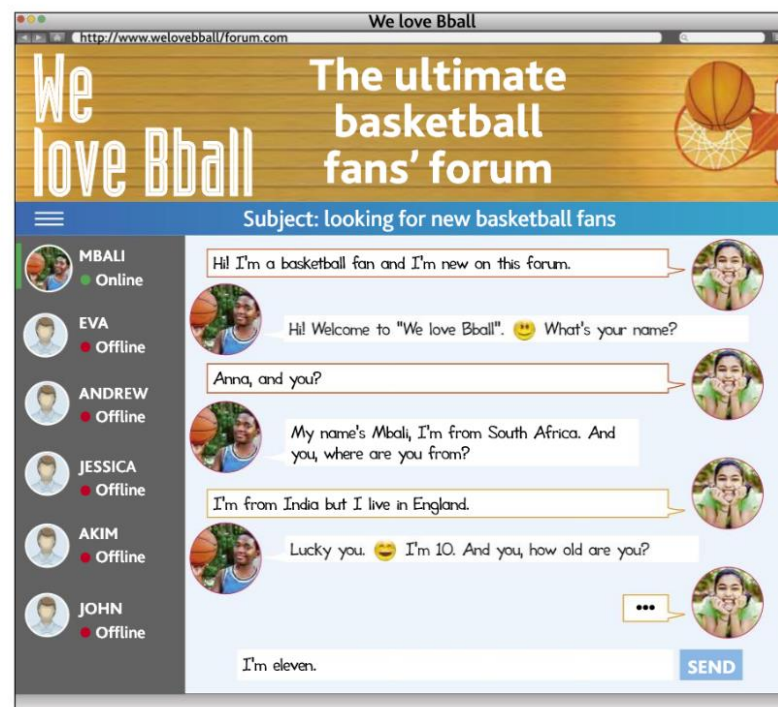 We love Bball
http://www.welovebball/forum.com
We
love Bball
The ultimate
basketball
fans' forum
Subject: looking for new basketball fans
MBALI
Online
EVA
Offline
ANDREW
Offline
JESSICA
Offline
AKIM
Offline
JOHN
Offline
Hi! I'm a basketball fan and I'm new on this forum.
Hi! Welcome to "We love Bball". 😊 What's your name?
Anna, and you?
My name's Mbali, I'm from South Africa. And
you, where are you from?
I'm from India but I live in England.
Lucky you. 😄 I'm 10. And you, how old are you?
•••
I'm eleven.
SEND